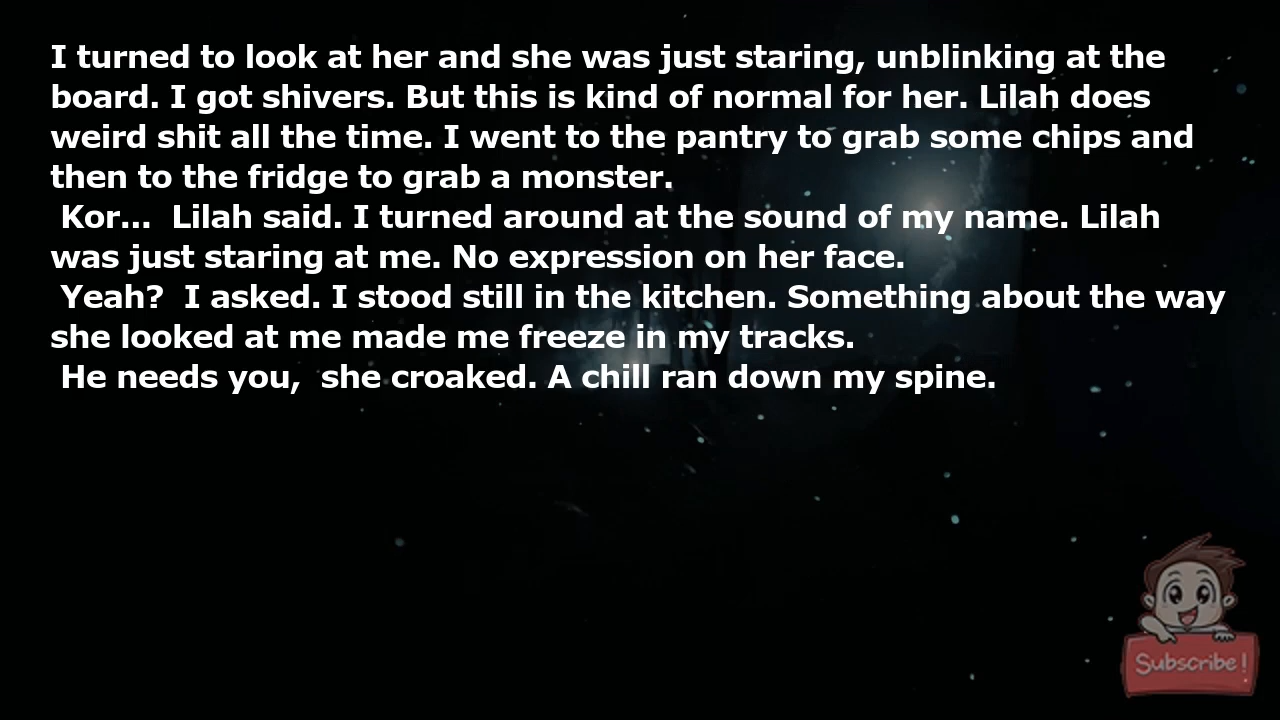 I turned to look at her and she was just staring, unblinking at the
board. I got shivers. But this is kind of normal for her. Lilah does
weird shit all the time. I went to the pantry to grab some chips and
then to the fridge to grab a monster.
Kor...  Lilah said. I turned around at the sound of my name. Lilah
was just staring at me. No expression on her face.
Yeah?  I asked. I stood still in the kitchen. Something about the way
she looked at me made me freeze in my tracks.
He needs you,  she croaked. A chill ran down my spine.
Subscribe!